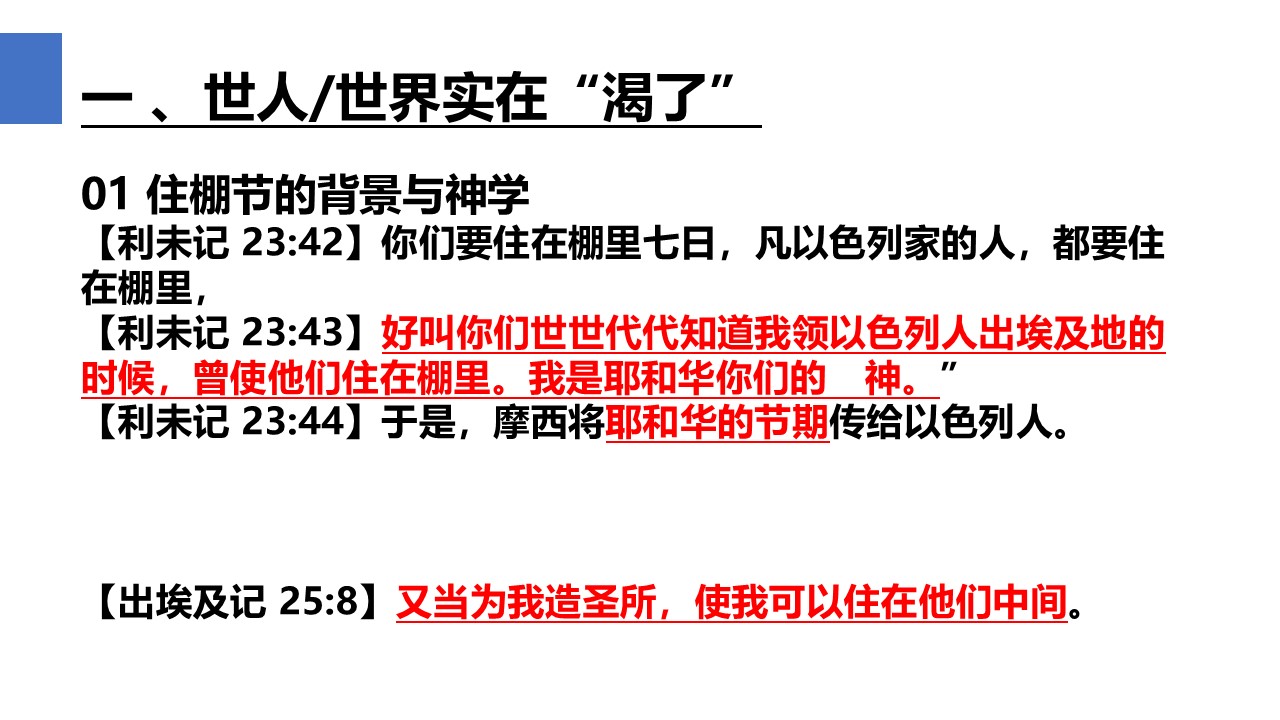 一 、世人/世界实在“渴了”
01 住棚节的背景与神学
【利未记 23:42】你们要住在棚里七日，凡以色列家的人，都要住
在棚里，
【利未记 23:43】好叫你们世世代代知道我领以色列人出埃及地的
时候，曾使他们住在棚里。我是耶和华你们的　神。”
【利未记 23:44】于是，摩西将耶和华的节期传给以色列人。
【出埃及记 25:8】又当为我造圣所，使我可以住在他们中间。